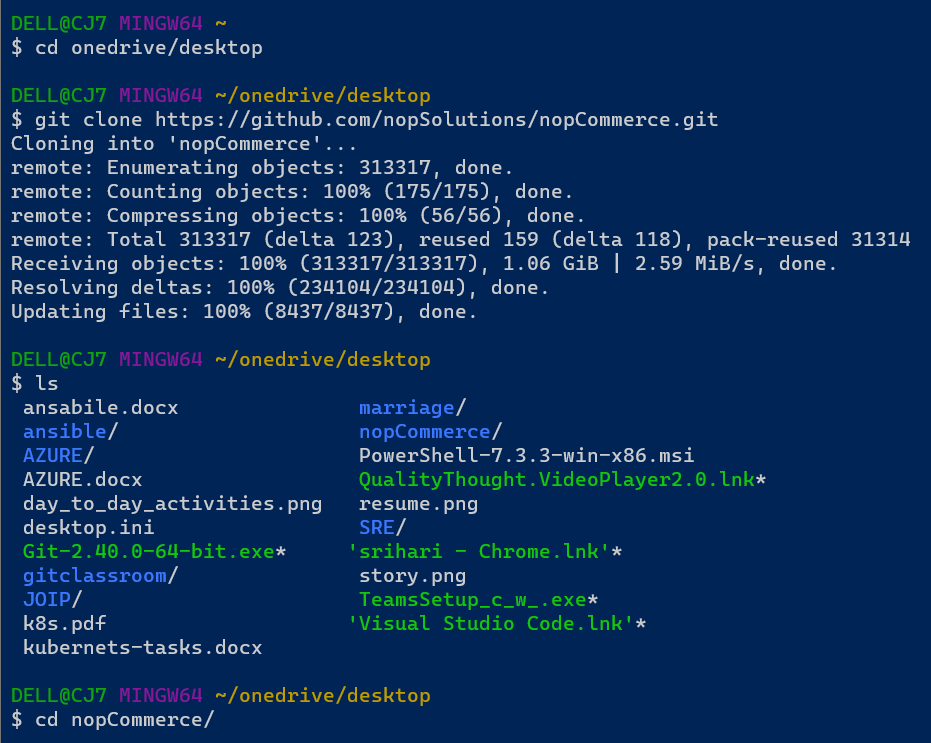 DELL@CJ7 MINGW64 ~
$ cd onedrive/desktop
DELL@CJ7 MINGW64 ~/onedrive/desktop
$ git clone https://github.com/nopSolutions/nopCommerce.git
Cloning into 'nopCommerce'...
remote: Enumerating objects: 313317, done.
remote: Counting objects: 100% (175/175), done.
remote: Compressing objects: 100% (56/56), done.
remote: Total 313317 (delta 123), reused 159 (delta 118), pack-reused 31314
Receiving objects: 100% (313317/313317), 1.06 GiB | 2.59 MiB/s, done.
Resolving deltas: 100% (234104/234104), done.
Updating files: 100% (8437/8437), done.
DELL@CJ7 MINGW64 ~/onedrive/desktop
$ ls
ansabile.docx marriage/
ansible/ nopCommerce/
AZURE/ PowerShell-7.3.3-win-x86.msi
AZURE.docx QualityThought.VideoPlayer2.0.lnk*
day_to_day_activities.png resume.png
desktop.ini SRE/
Git-2.40.0-64-bit.exe* 'srihari - Chrome.lnk'*
gitclassroom/ story.png
JOIP/ TeamsSetup_c_w_.exe*
k8s.pdf 'Visual Studio Code.lnk'*
kubernets-tasks.docx
DELL@CJ7 MINGW64 ~/onedrive/desktop
$ cd nopCommerce/